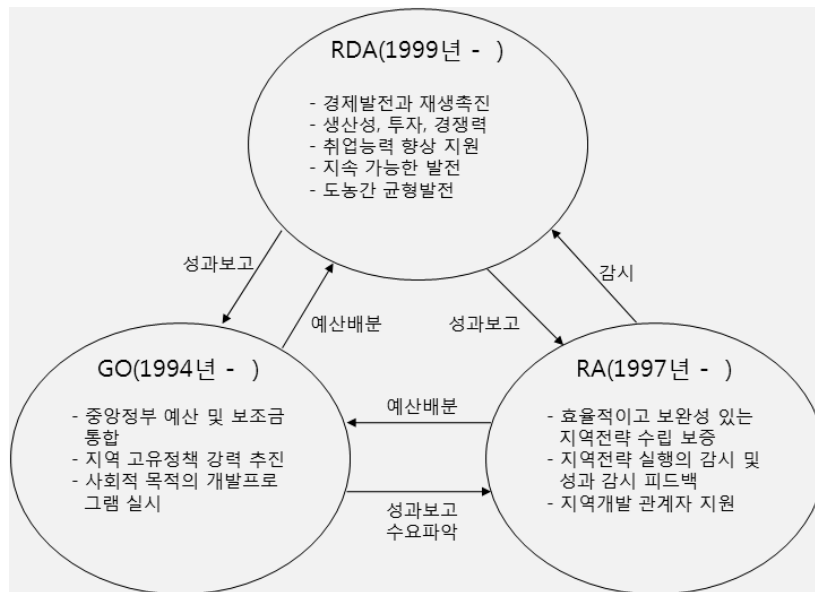 RDA(1999년 - )
- 경제발전과 재생촉진
- 생산성, 투자, 경쟁력
- 취업능력 향상 지원
- 지속 가능한 발전
- 도농간 균형발전
성과보고
감시
예산배분
성과보고
GO(1994년 - )
- 중앙정부 예산 및 보조금
통합
- 지역 고유정책 강력 추진
- 사회적 목적의 개발프로
그램 실시
예산배분
성과보고
수요파악
RA(1997년 - )
- 효율적이고 보완성 있는
지역전략 수립 보증
- 지역전략 실행의 감시 및
성과 감시 피드백
- 지역개발 관계자 지원